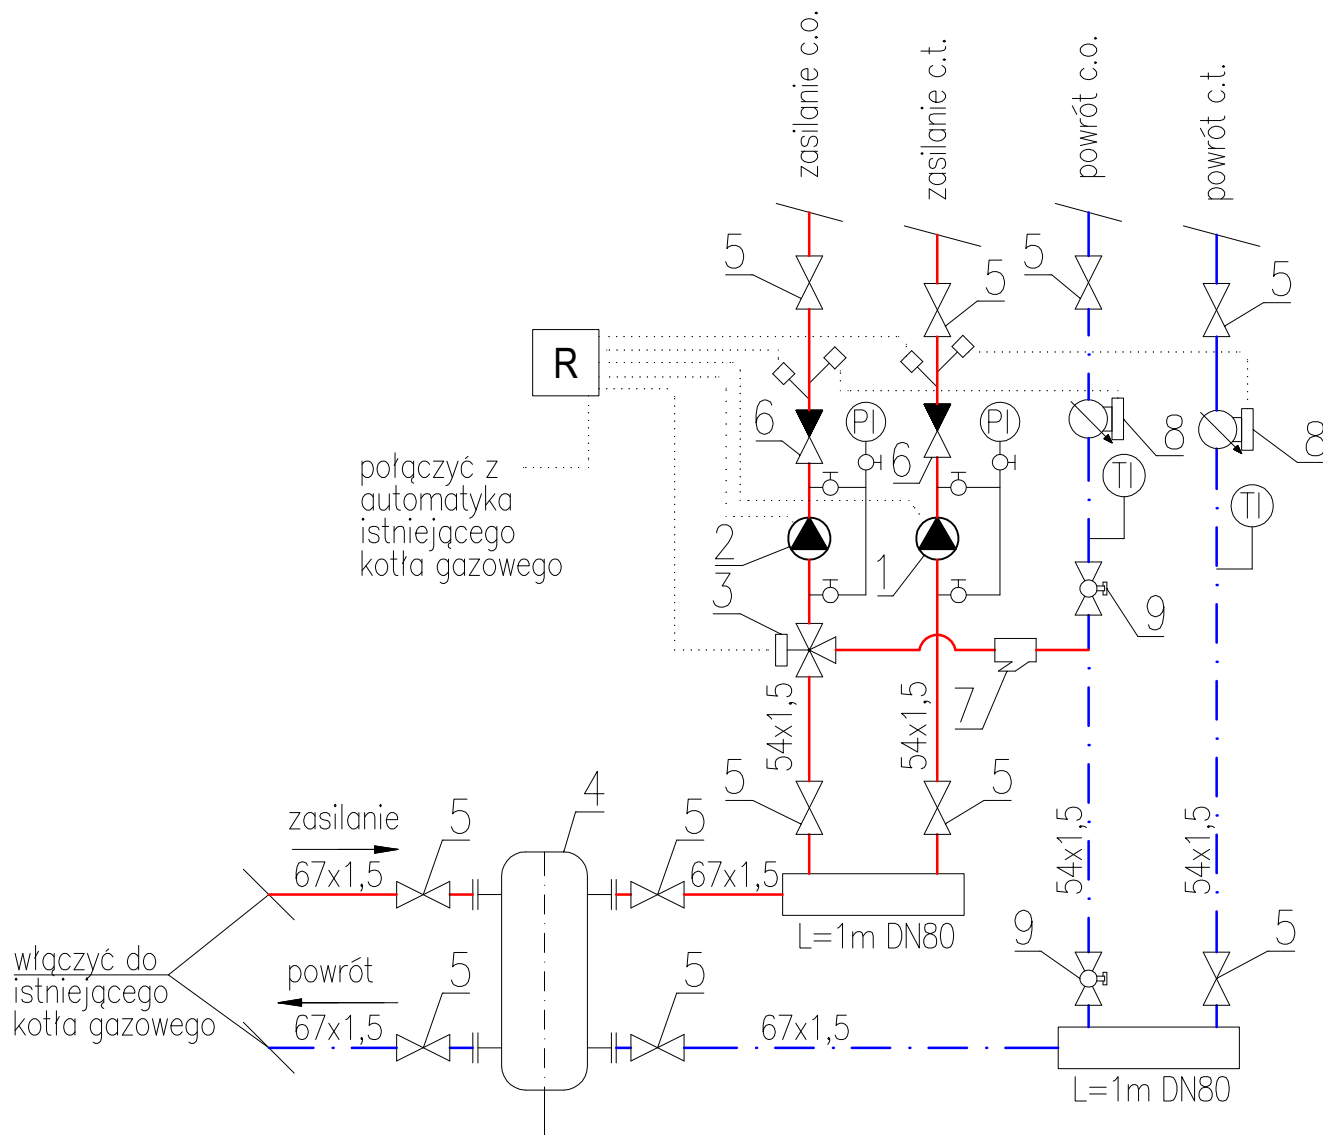 zasilanie c.o.
zasilanie c.t.
powrót c.o.
powrót c.t.
5
5
5
5
R
6
PI
6
PI
8
8
połączyć z
automatyka
istniejącego
kotła gazowego
TI
TI
2
1
3
9
7
54x1,5
54x1,5
5
5
4
zasilanie
67x1,5
5
5
67x1,5
54x1,5
54x1,5
L=1m DN80
włączyć do
istniejącego
kotła gazowego
powrót
67x1,5
5
5
67x1,5
9
5
L=1m DN80